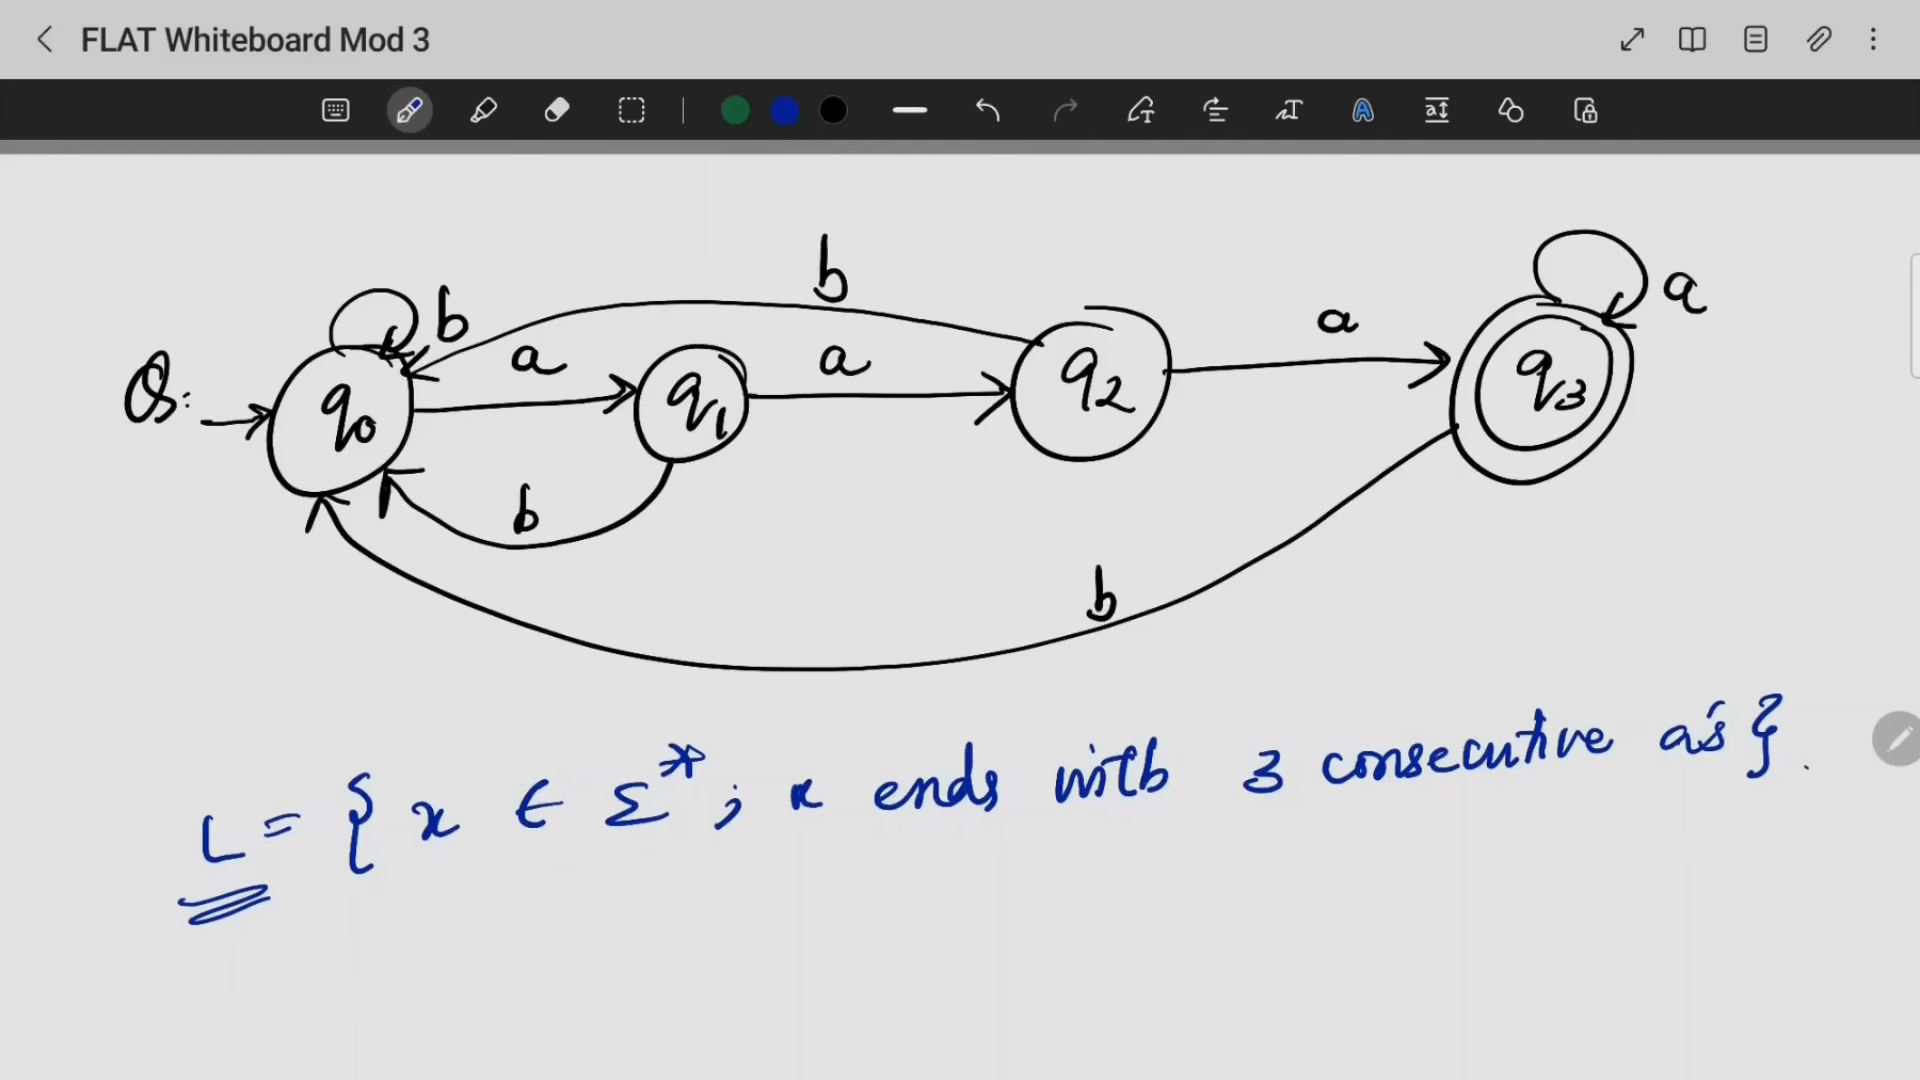 FLAT Whiteboard Mod 3
b
a
b
a
b
Q:
q0
a
q1
a
q2
q3
b
b
L = { x ∈ Σ* ; x ends with 3 consecutive a's } .